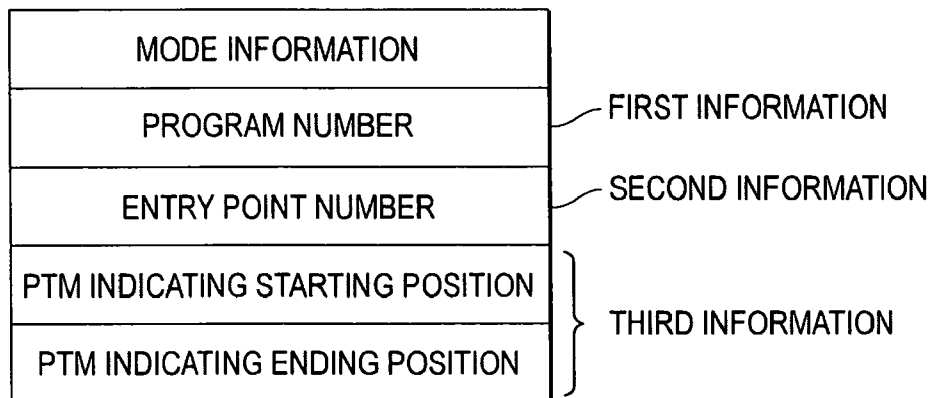 MODE INFORMATION
PROGRAM NUMBER
FIRST INFORMATION
ENTRY POINT NUMBER
SECOND INFORMATION
PTM INDICATING STARTING POSITION
PTM INDICATING ENDING POSITION
THIRD INFORMATION